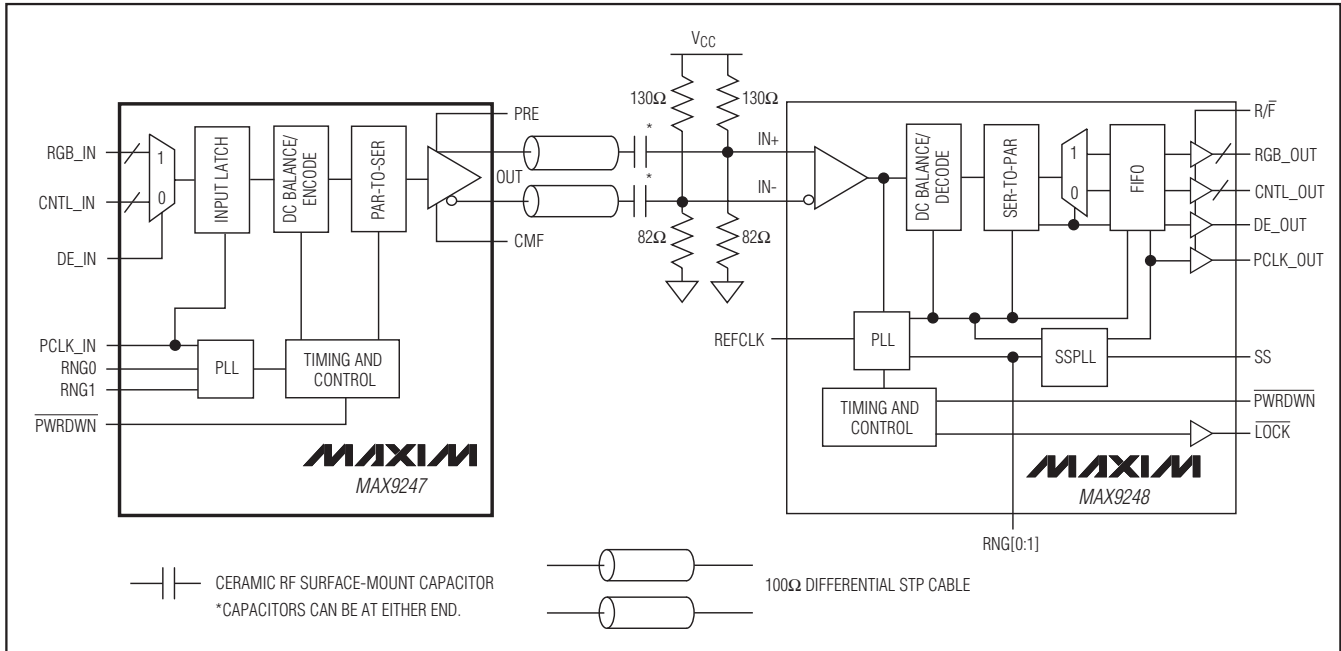 VCC
130Ω
130Ω
PRE
R/F̅
RGB_IN
1
0
INPUT LATCH
DC BALANCE/
ENCODE
PAR-TO-SER
OUT
*
*
IN+
IN-
DC BALANCE/
DECODE
SER-TO-PAR
1
0
FIFO
RGB_OUT
CNTL_IN
CNTL_OUT
DE_OUT
CMF
82Ω
82Ω
DE_IN
PCLK_OUT
PCLK_IN
RNG0
RNG1
PLL
TIMING AND
CONTROL
REFCLK
PLL
SSPLL
SS
P̅W̅R̅D̅W̅N̅
TIMING AND
CONTROL
P̅W̅R̅D̅W̅N̅
L̅O̅C̅K̅
MAXIM
MAX9247
MAXIM
MAX9248
RNG[0:1]
CERAMIC RF SURFACE-MOUNT CAPACITOR
*CAPACITORS CAN BE AT EITHER END.
100Ω DIFFERENTIAL STP CABLE